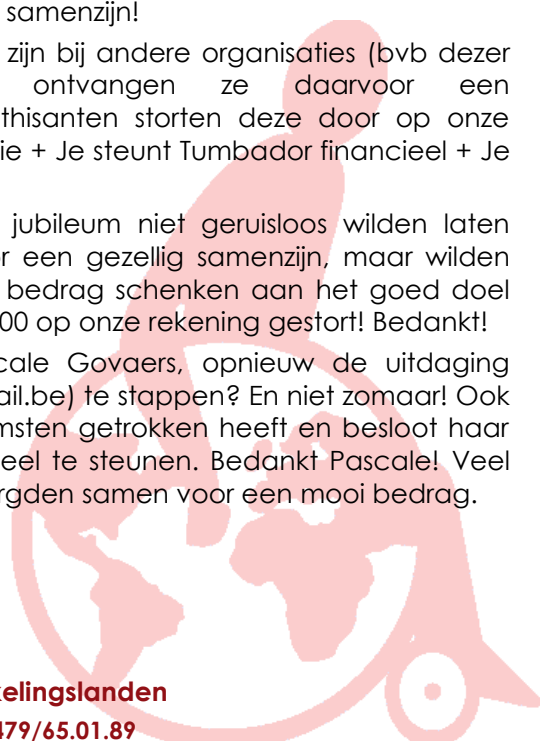 samenzijn!
zijn bij andere organisaties (bvb dezer
ontvangen ze daarvoor een
thisanten storten deze door op onze
ie + Je steunt Tumbador financieel + Je
jubileum niet geruisloos wilden laten
r een gezellig samenzijn, maar wilden
bedrag schenken aan het goed doel
00 op onze rekening gestort! Bedankt!
cale Govaers, opnieuw de uitdaging
ail.be) te stappen? En niet zomaar! Ook
msten getrokken heeft en besloot haar
eel te steunen. Bedankt Pascale! Veel
rgden samen voor een mooi bedrag.
kelingslanden
479/65.01.89